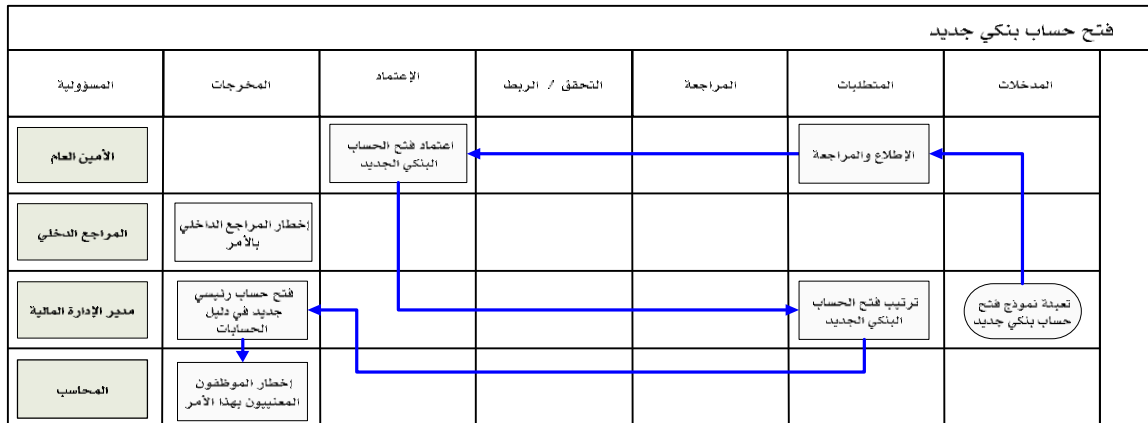 فتح حساب بنكي جديد
المدخلات
المتطلبات
المراجعة
التحقق / الربط
الإعتماد
المخرجات
المسؤولية
الإطلاع والمراجعة
اعتماد فتح الحساب
البنكي الجديد
الأمين العام
إخطار المراجع الداخلي
بالأمر
المراجع الدخلي
تعبئة نموذج فتح
حساب بنكي جديد
ترتيب فتح الحساب
البنكي الجديد
فتح حساب رئيسي
جديد في دليل
الحسابات
مدير الإدارة المالية
إخطار الموظفون
المعنييون بهذا الأمر
المحاسب